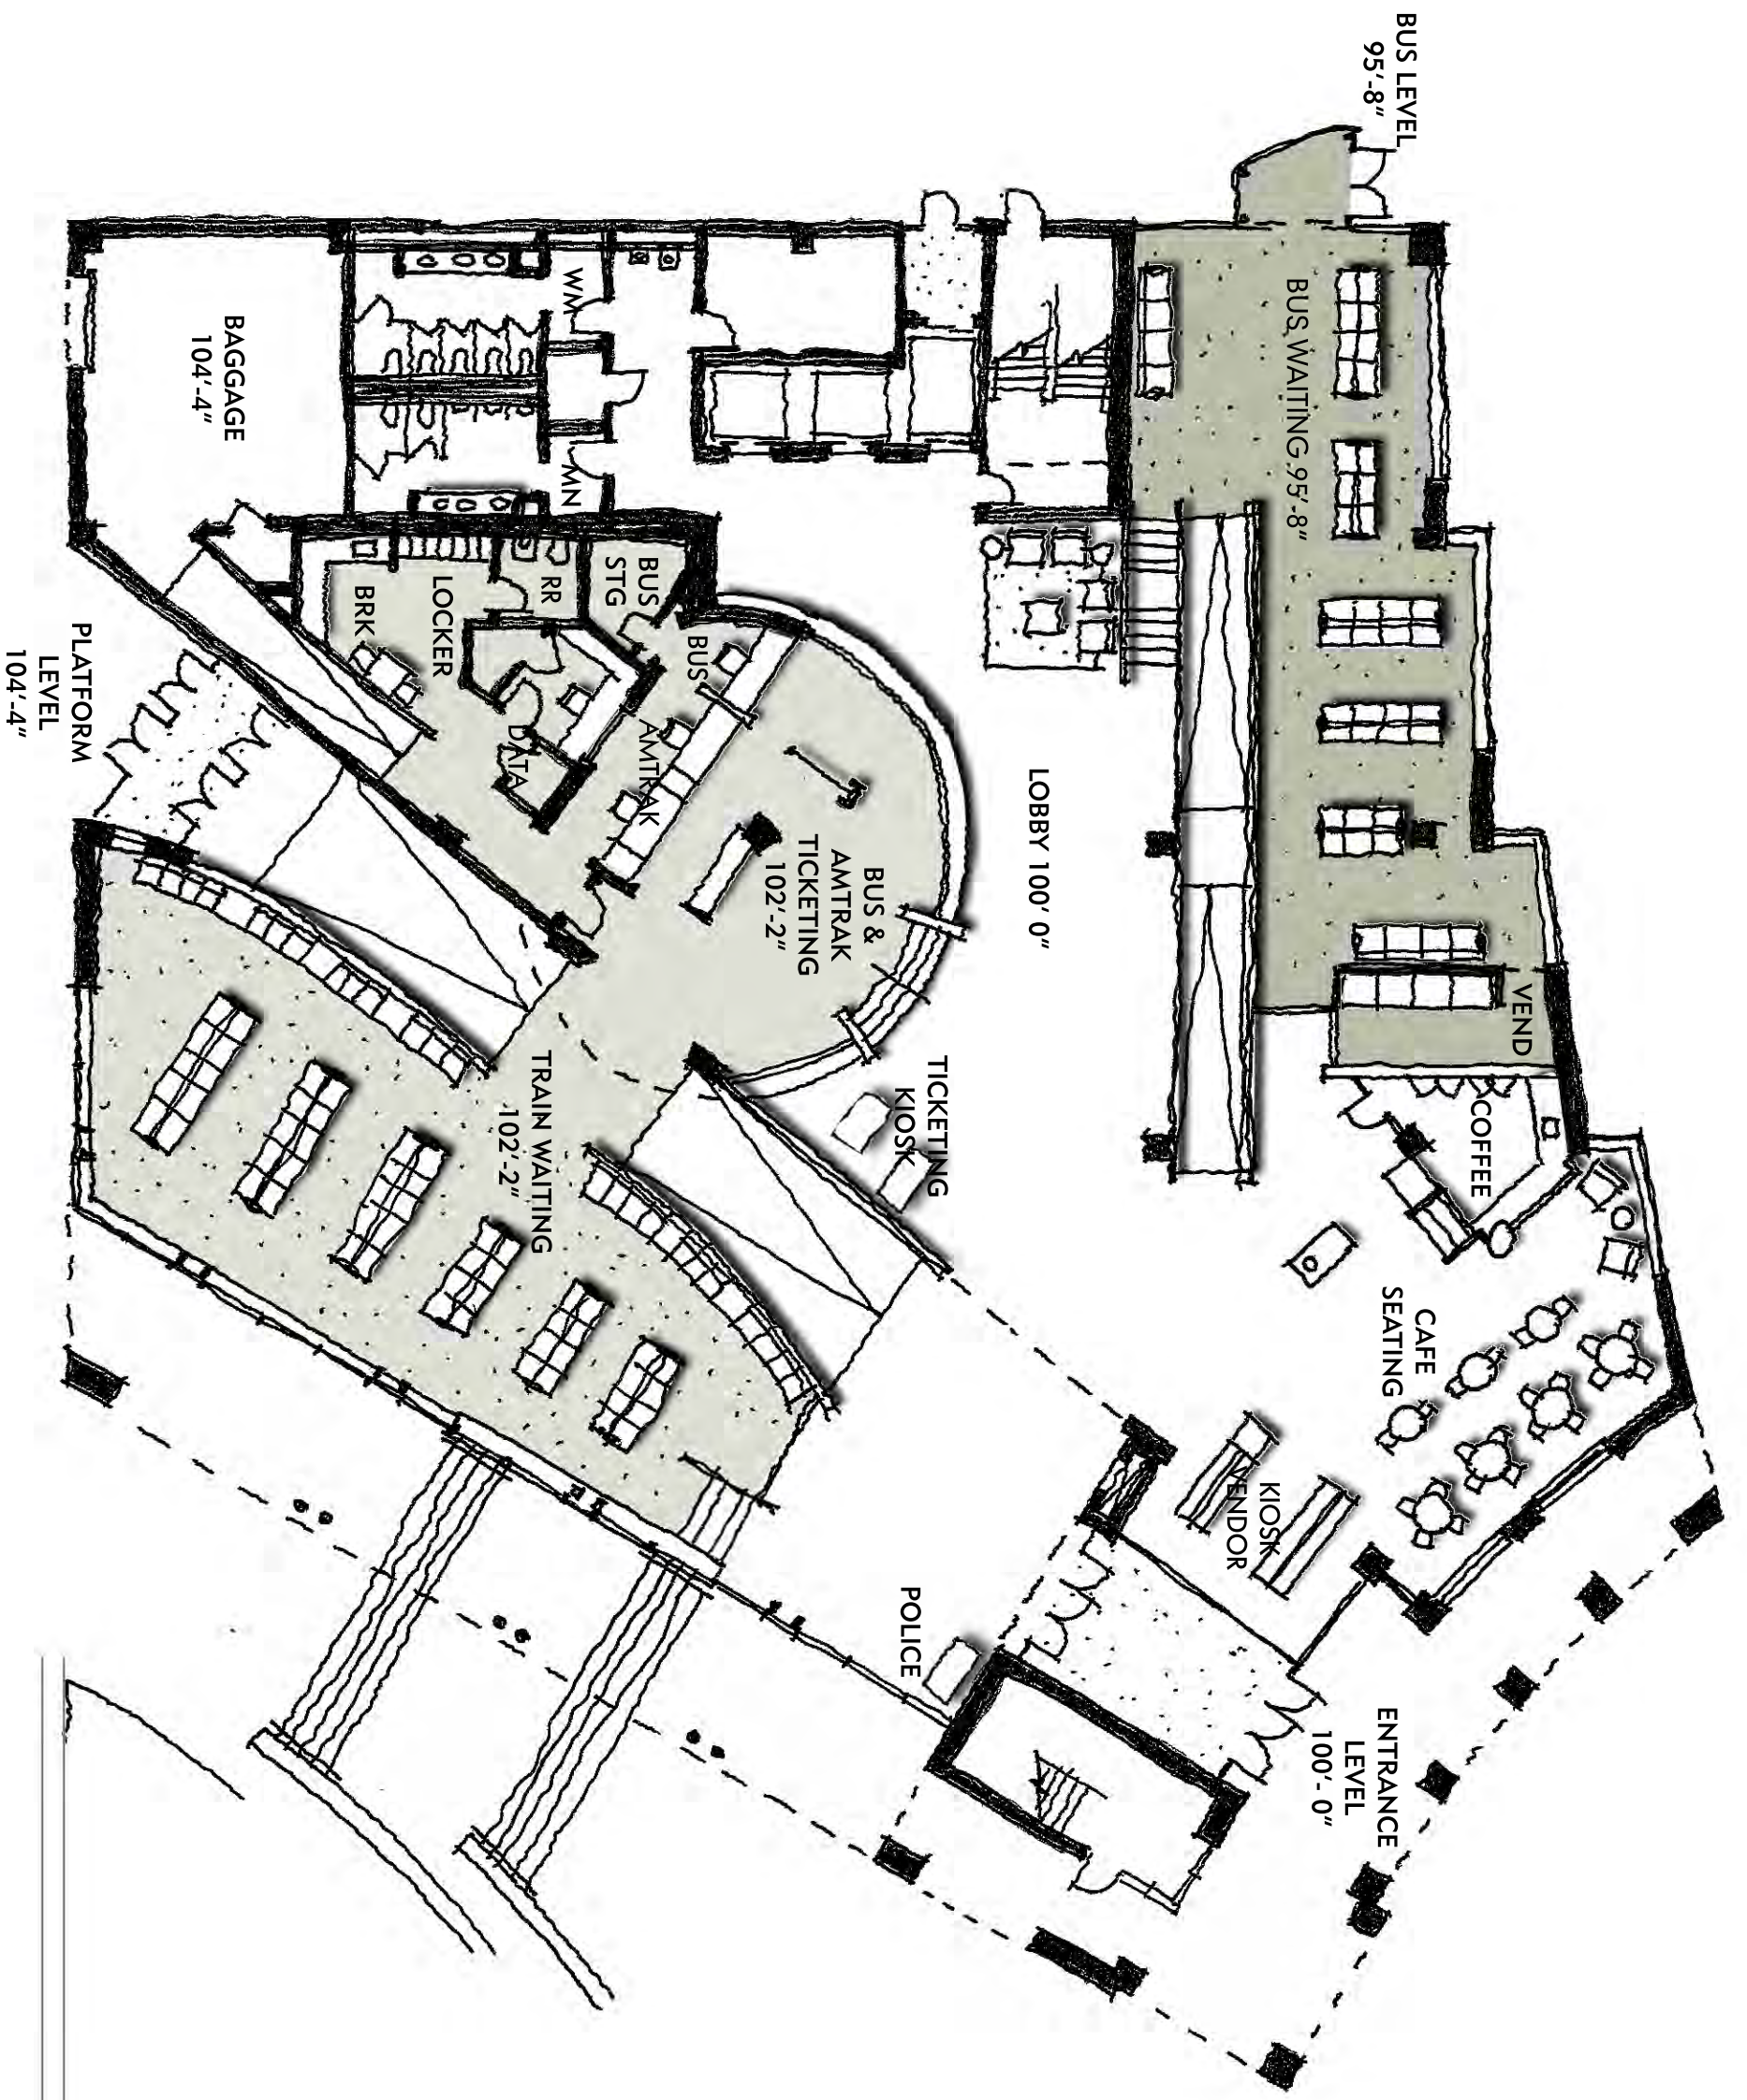 BUS LEVEL
95'-8"
BUS WAITING 95'-8"
VEND
COFFEE
CAFE
SEATING
KIOSK
VENDOR
ENTRANCE
LEVEL
100'- 0"
LOBBY 100' 0"
TICKETING
KIOSK
POLICE
BUS &
AMTRAK
TICKETING
102'-2"
BUS
AMTRAK
BUS
STG
RR
LOCKER
BRK
DATA
WM
MN
BAGGAGE
104'-4"
TRAIN WAITING
102'-2"
PLATFORM
LEVEL
104'-4"